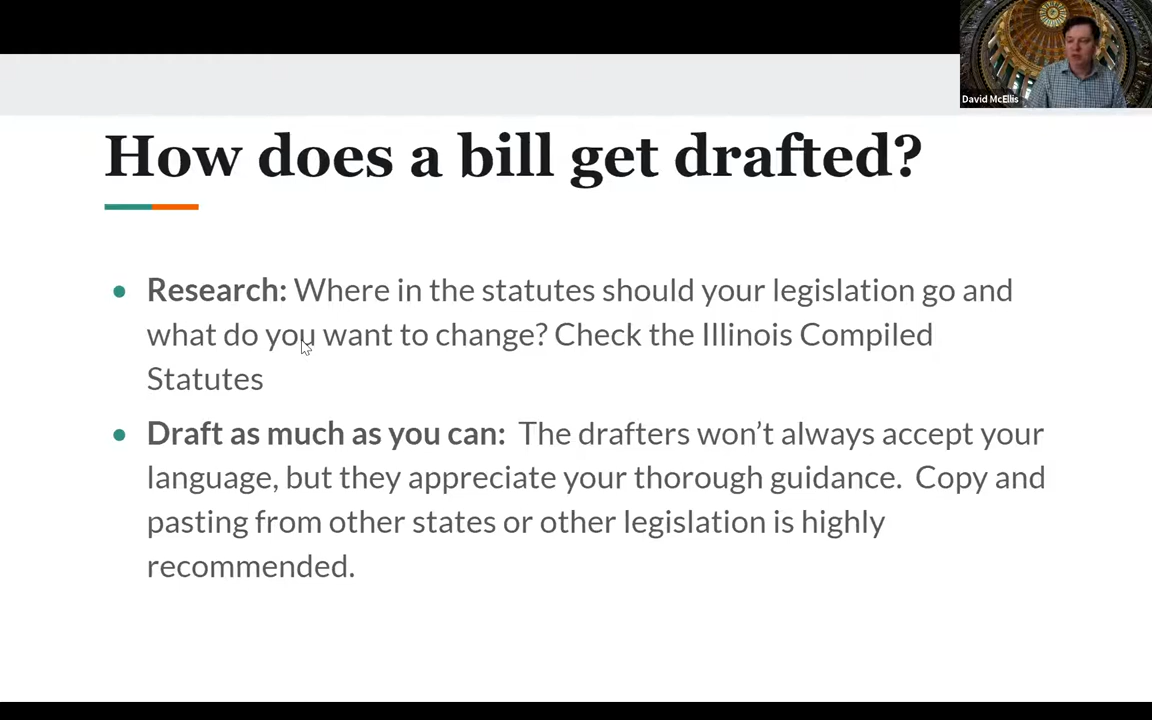 David McEllis
How does a bill get drafted?
Research: Where in the statutes should your legislation go and
what do you want to change? Check the Illinois Compiled
Statutes
Draft as much as you can:  The drafters won’t always accept your
language, but they appreciate your thorough guidance.  Copy and
pasting from other states or other legislation is highly
recommended.